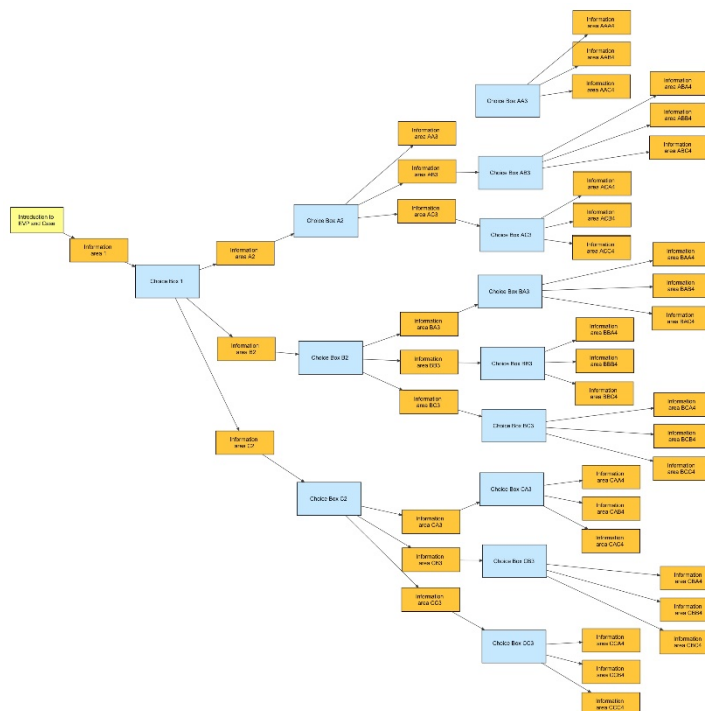 Information
area AAA4
Information
area AAB4
Information
area AAC4
Choice Box AA3
Information
area ABA4
Information
area ABB4
Information
area ABC4
Information
area AA3
Information
area AB3
Choice Box AB3
Information
area ACA4
Information
area ACB4
Information
area ACC4
Choice Box A2
Information
area AC3
Choice Box AC3
Introduction to
EVP and Case
Information
area 1
Information
area A2
Choice Box 1
Information
area BAA4
Information
area BAB4
Information
area BAC4
Choice Box BA3
Information
area BA3
Information
area B2
Choice Box B2
Information
area BB3
Choice Box BB3
Information
area BBA4
Information
area BBB4
Information
area BBC4
Information
area BC3
Choice Box BC3
Information
area BCA4
Information
area BCB4
Information
area BCC4
Information
area C2
Choice Box C2
Information
area CA3
Choice Box CA3
Information
area CAA4
Information
area CAB4
Information
area CAC4
Information
area CB3
Choice Box CB3
Information
area CBA4
Information
area CBB4
Information
area CBC4
Information
area CC3
Choice Box CC3
Information
area CCA4
Information
area CCB4
Information
area CCC4